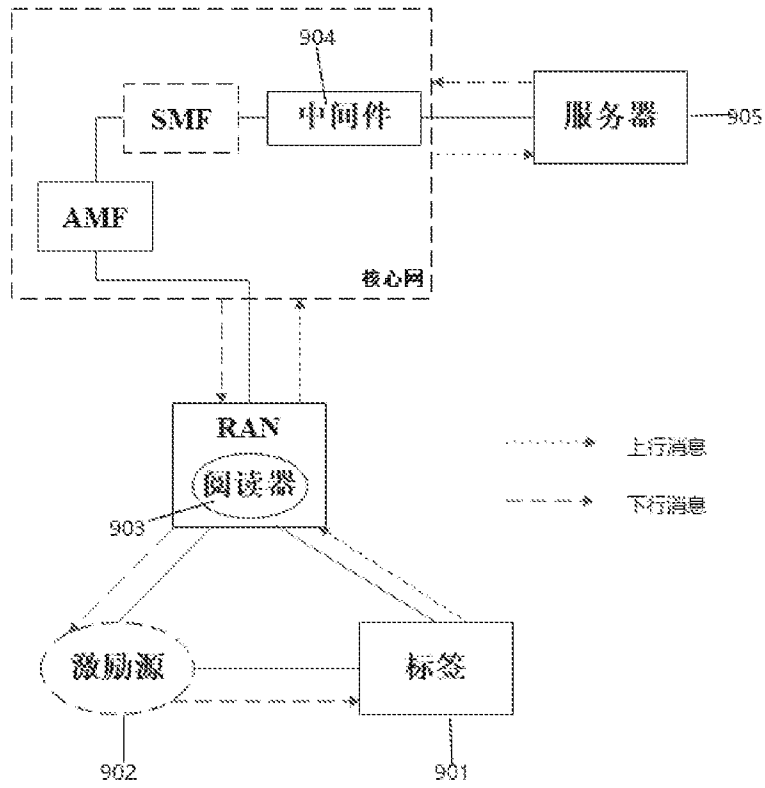 904
SMF
中间件
服务器
905
AMF
核心网
RAN
阅读器
903
上行消息
下行消息
激励源
标签
902
901